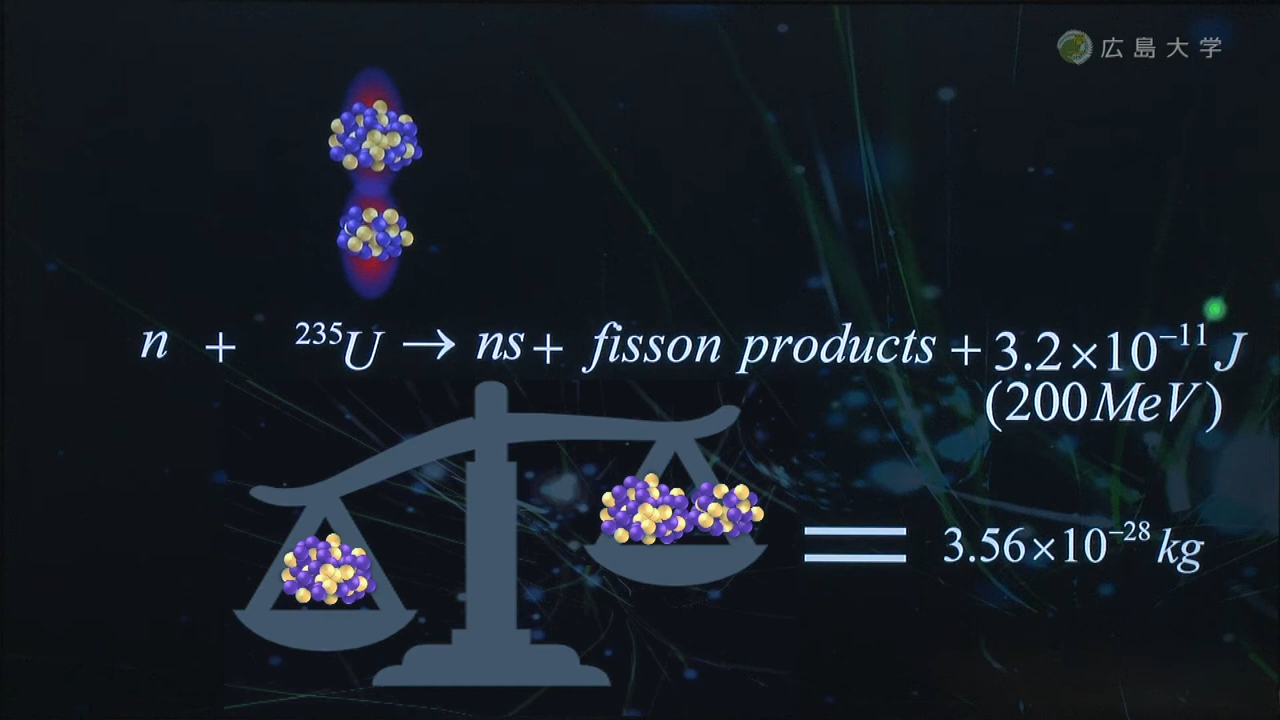 広島大学
n + ²³⁵U → ns + fisson products + 3.2×10⁻¹¹ J
(200 MeV)
= 3.56×10⁻²⁸ kg